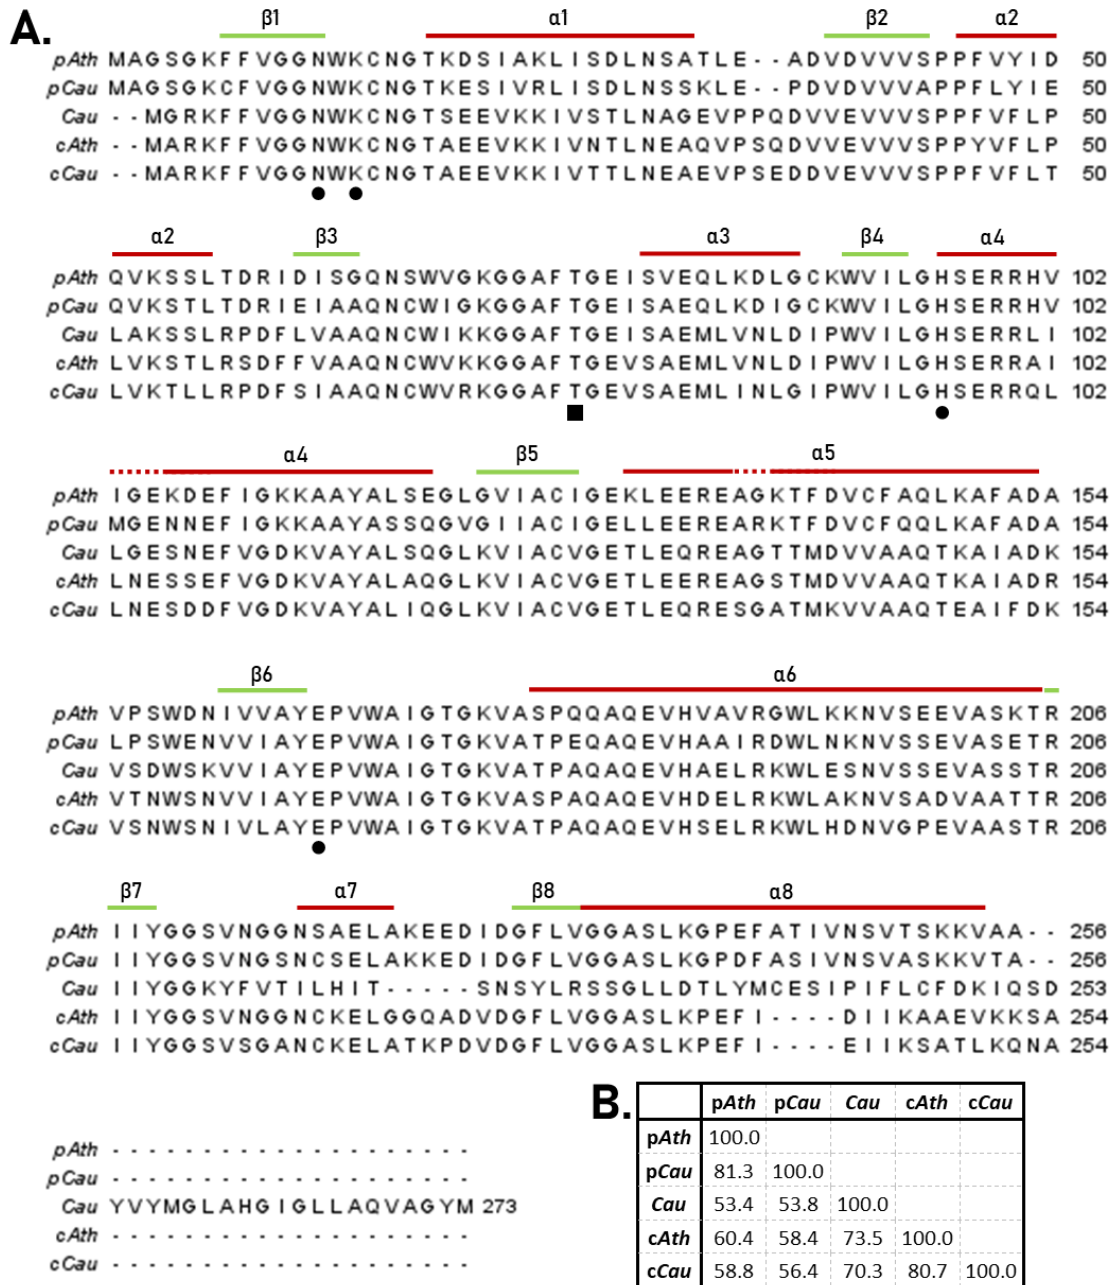 A.
β1 α1 β2 α2
pAth MAGSGKFFVGGNWKCNGTKDSIAKLISDLNSATLE--ADVDVVVSPPFVYID 50
pCau MAGSGKCFVGGNWKCNGTKESIVRLISDLNSSKLE--PDVDVVVAPPFLYIE 50
Cau --MGRKFFVGGNWKCNGTSEEVKKIVSTLNAGEVPPQDVVEVVVSPPFVFLP 50
cAth --MARKFFVGGNWKCNGTAEEVKKIVNTLNEAQVPSQDVVEVVVSPPYVFLP 50
cCau --MARKFFVGGNWKCNGTAEEVKKIVTTLNEAEVPSEDDVEVVVSPPFVFLT 50
α2 β3 α3 β4 α4
pAth QVKSSLTDRIDISGQNSWVGKGGAFTGEISVEQLKDLGCKWVILGHSERRHV 102
pCau QVKSTLTDRIEIAAQNCWIGKGGAFTGEISAEQLKDIGCKWVILGHSERRHV 102
Cau LAKSSLRPDFLVAAQNCWIKKGGAFTGEISAEMLVNLDIPWVILGHSERRLI 102
cAth LVKSTLRSDFFVAAQNCWVKKGGAFTGEVSAEMLVNLDIPWVILGHSERRAI 102
cCau LVKTLLRPDFSIAAQNCWVRKGGAFTGEVSAEMLINLGIPWVILGHSERRQL 102
α4 β5 α5
pAth IGEKDEFIGKKAAYALSEGLGVIACIGEKLEEREAGKTFDVCFAQLKAFADA 154
pCau MGENNEFIGKKAAYASSQGVGIIACIGELLEEREARKTFDVCFQQLKAFADA 154
Cau LGESNEFVGDKVAYALSQGLKVIACVGETLEQREAGTTMDVVAAQTKAIADK 154
cAth LNESSEFVGDKVAYALAQGLKVIACVGETLEEREAGSTMDVVAAQTKAIADR 154
cCau LNESDDFVGDKVAYALIQGLKVIACVGETLEQRESGATMKVVAAQTEAIFDK 154
β6 α6
pAth VPSWDNIVVAYEPVWAIGTGKVASPQQAQEVHVAVRGWLKKNVSEEVASKTR 206
pCau LPSWENVVIAYEPVWAIGTGKVATPEQAQEVHAAIRDWLNKNVSSEVASETR 206
Cau VSDWSKVVIAYEPVWAIGTGKVATPAQAQEVHAELRKWLESNVSSEVASSTR 206
cAth VTNWSNVVIAYEPVWAIGTGKVASPAQAQEVHDELRKWLAKNVSADVAATTR 206
cCau VSNWSNIVLAYEPVWAIGTGKVATPAQAQEVHSELRKWLHDNVGPEVAASTR 206
β7 α7 β8 α8
pAth IIYGGSVNGGNSAELAKEEDIDGFLVGGASLKGPEFATIVNSVTSKKVAA-- 256
pCau IIYGGSVNGSNCSELAKKEDIDGFLVGGASLKGPDFASIVNSVASKKVTA-- 256
Cau IIYGGKYFVTILHIT-----SNSYLRSSGLLDTLYMCESIPIFLCFDKIQSD 253
cAth IIYGGSVNGGNCKELGGQADVDGFLVGGASLKPEFI----DIIKAAEVKKSA 254
cCau IIYGGSVSGANCKELATKPDVDGFLVGGASLKPEFI----EIIKSATLKQNA 254
pAth --------------------
pCau --------------------
Cau YVYMGLAHGIGLLAQVAGYM 273
cAth --------------------
cCau --------------------
B.
pAth pCau Cau cAth cCau
pAth 100.0
pCau 81.3 100.0
Cau 53.4 53.8 100.0
cAth 60.4 58.4 73.5 100.0
cCau 58.8 56.4 70.3 80.7 100.0